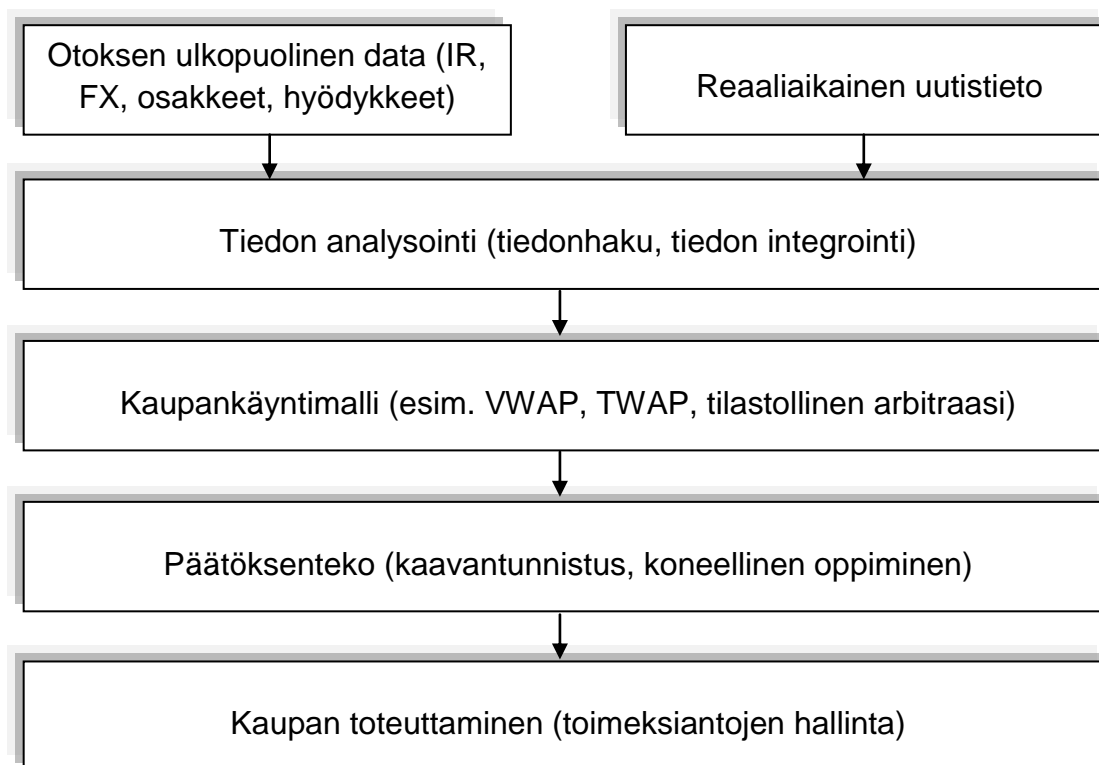 Otoksen ulkopuolinen data (IR,
FX, osakkeet, hyödykkeet)
Reaaliaikainen uutistieto
Tiedon analysointi (tiedonhaku, tiedon integrointi)
Kaupankäyntimalli (esim. VWAP, TWAP, tilastollinen arbitraasi)
Päätöksenteko (kaavantunnistus, koneellinen oppiminen)
Kaupan toteuttaminen (toimeksiantojen hallinta)